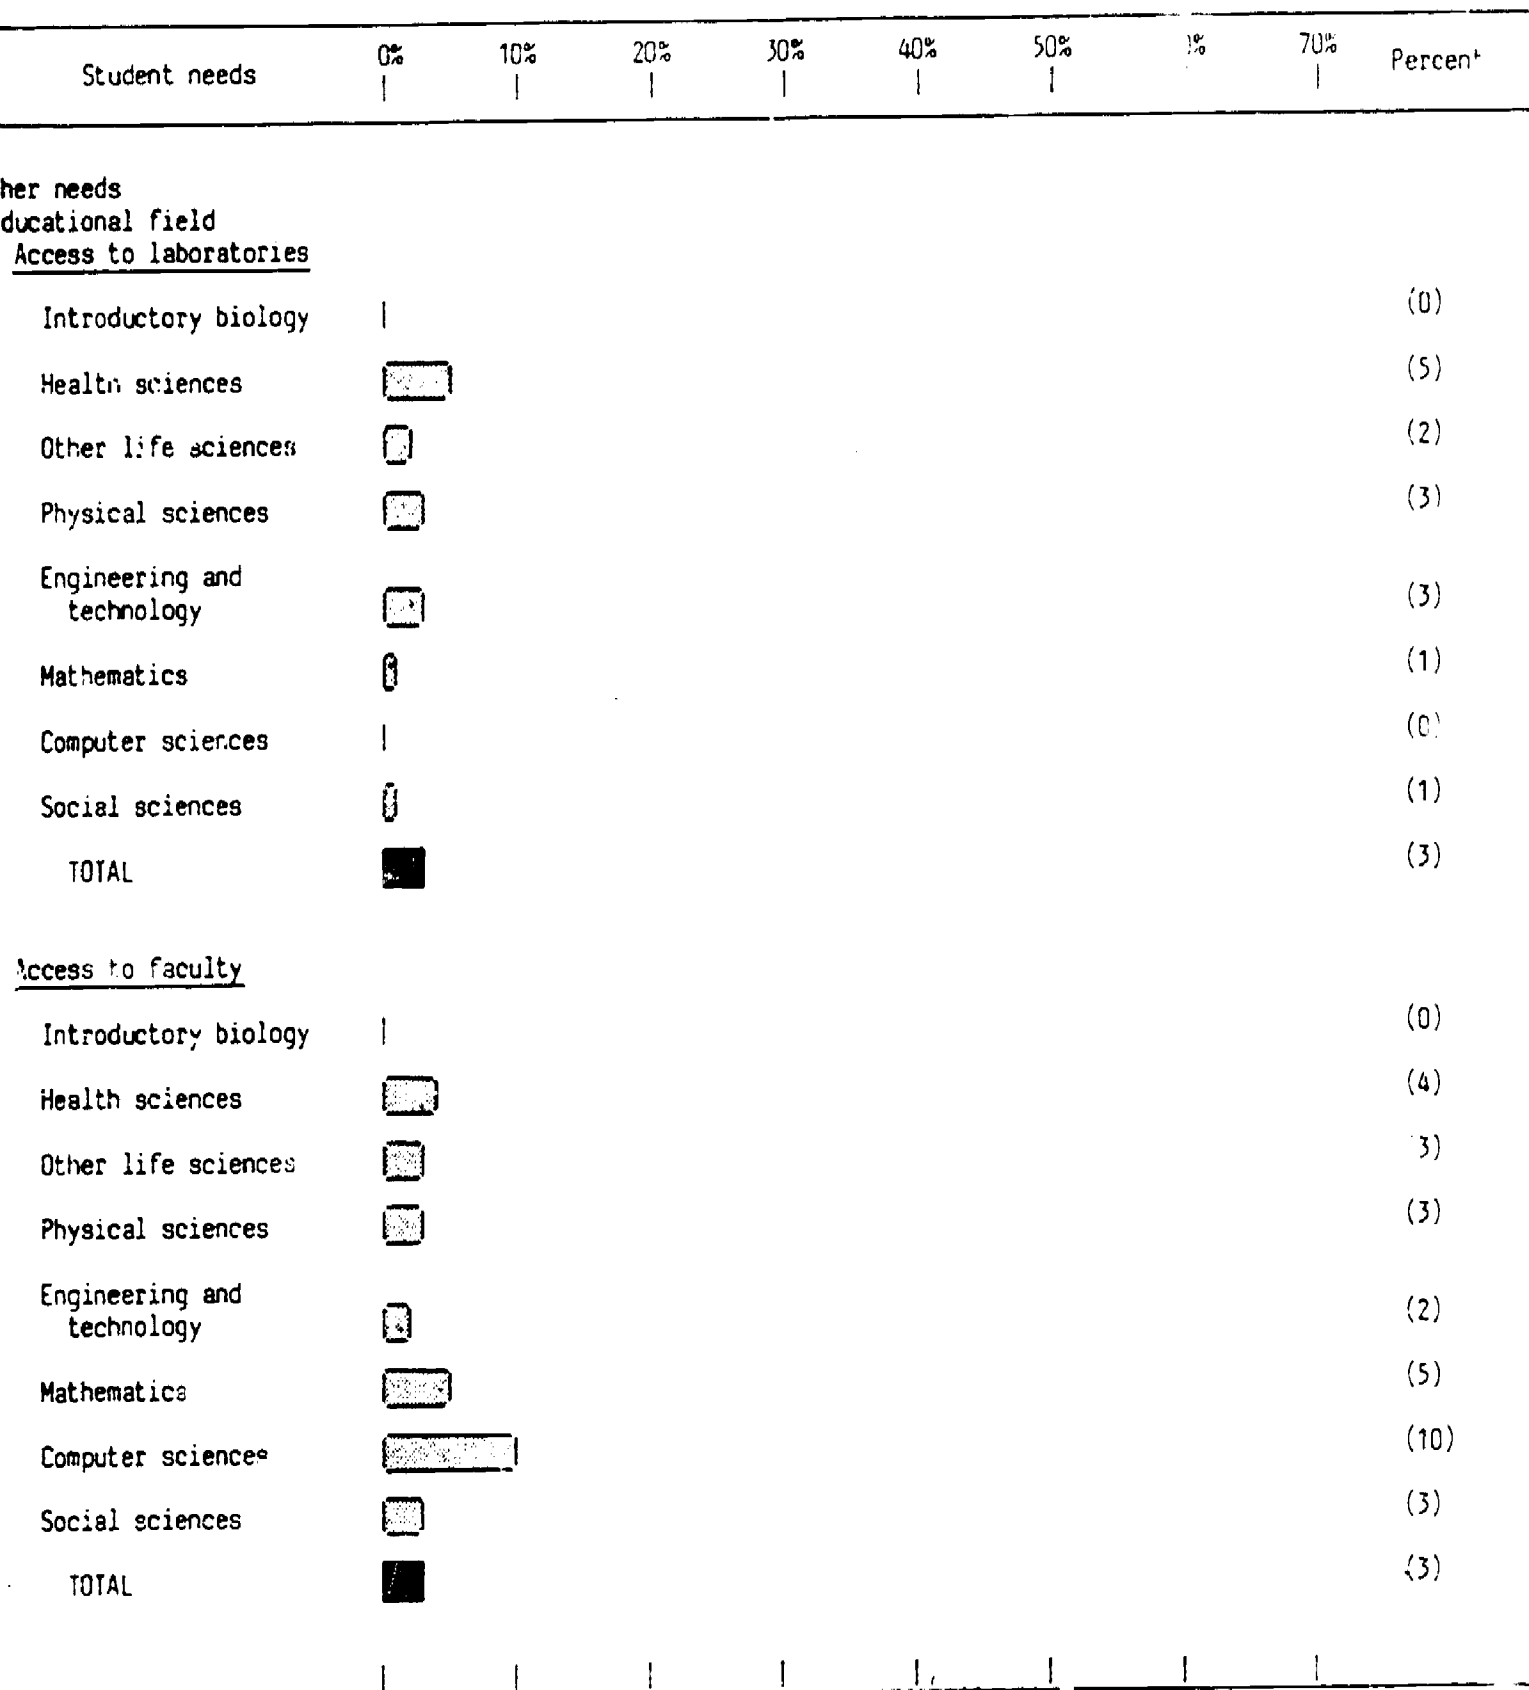 Student needs 0% 10% 20% 30% 40% 50% % 70% Percent
her needs
ducational field
Access to laboratories
Introductory biology (0)
Health sciences (5)
Other life sciences (2)
Physical sciences (3)
Engineering and
technology (3)
Mathematics (1)
Computer sciences (0)
Social sciences (1)
TOTAL (3)
Access to faculty
Introductory biology (0)
Health sciences (4)
Other life sciences 3)
Physical sciences (3)
Engineering and
technology (2)
Mathematics (5)
Computer sciences (10)
Social sciences (3)
TOTAL (3)